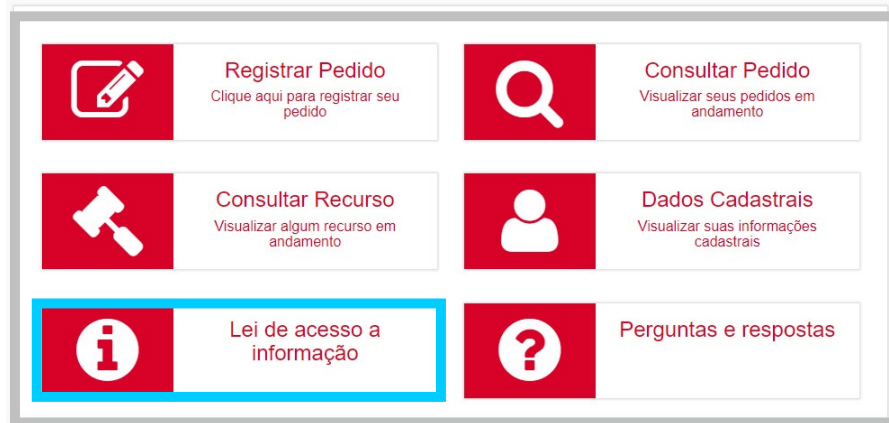 Registrar Pedido
Clique aqui para registrar seu
pedido
Consultar Pedido
Visualizar seus pedidos em
andamento
Consultar Recurso
Visualizar algum recurso em
andamento
Dados Cadastrais
Visualizar suas informações
cadastrais
Lei de acesso a
informação
Perguntas e respostas